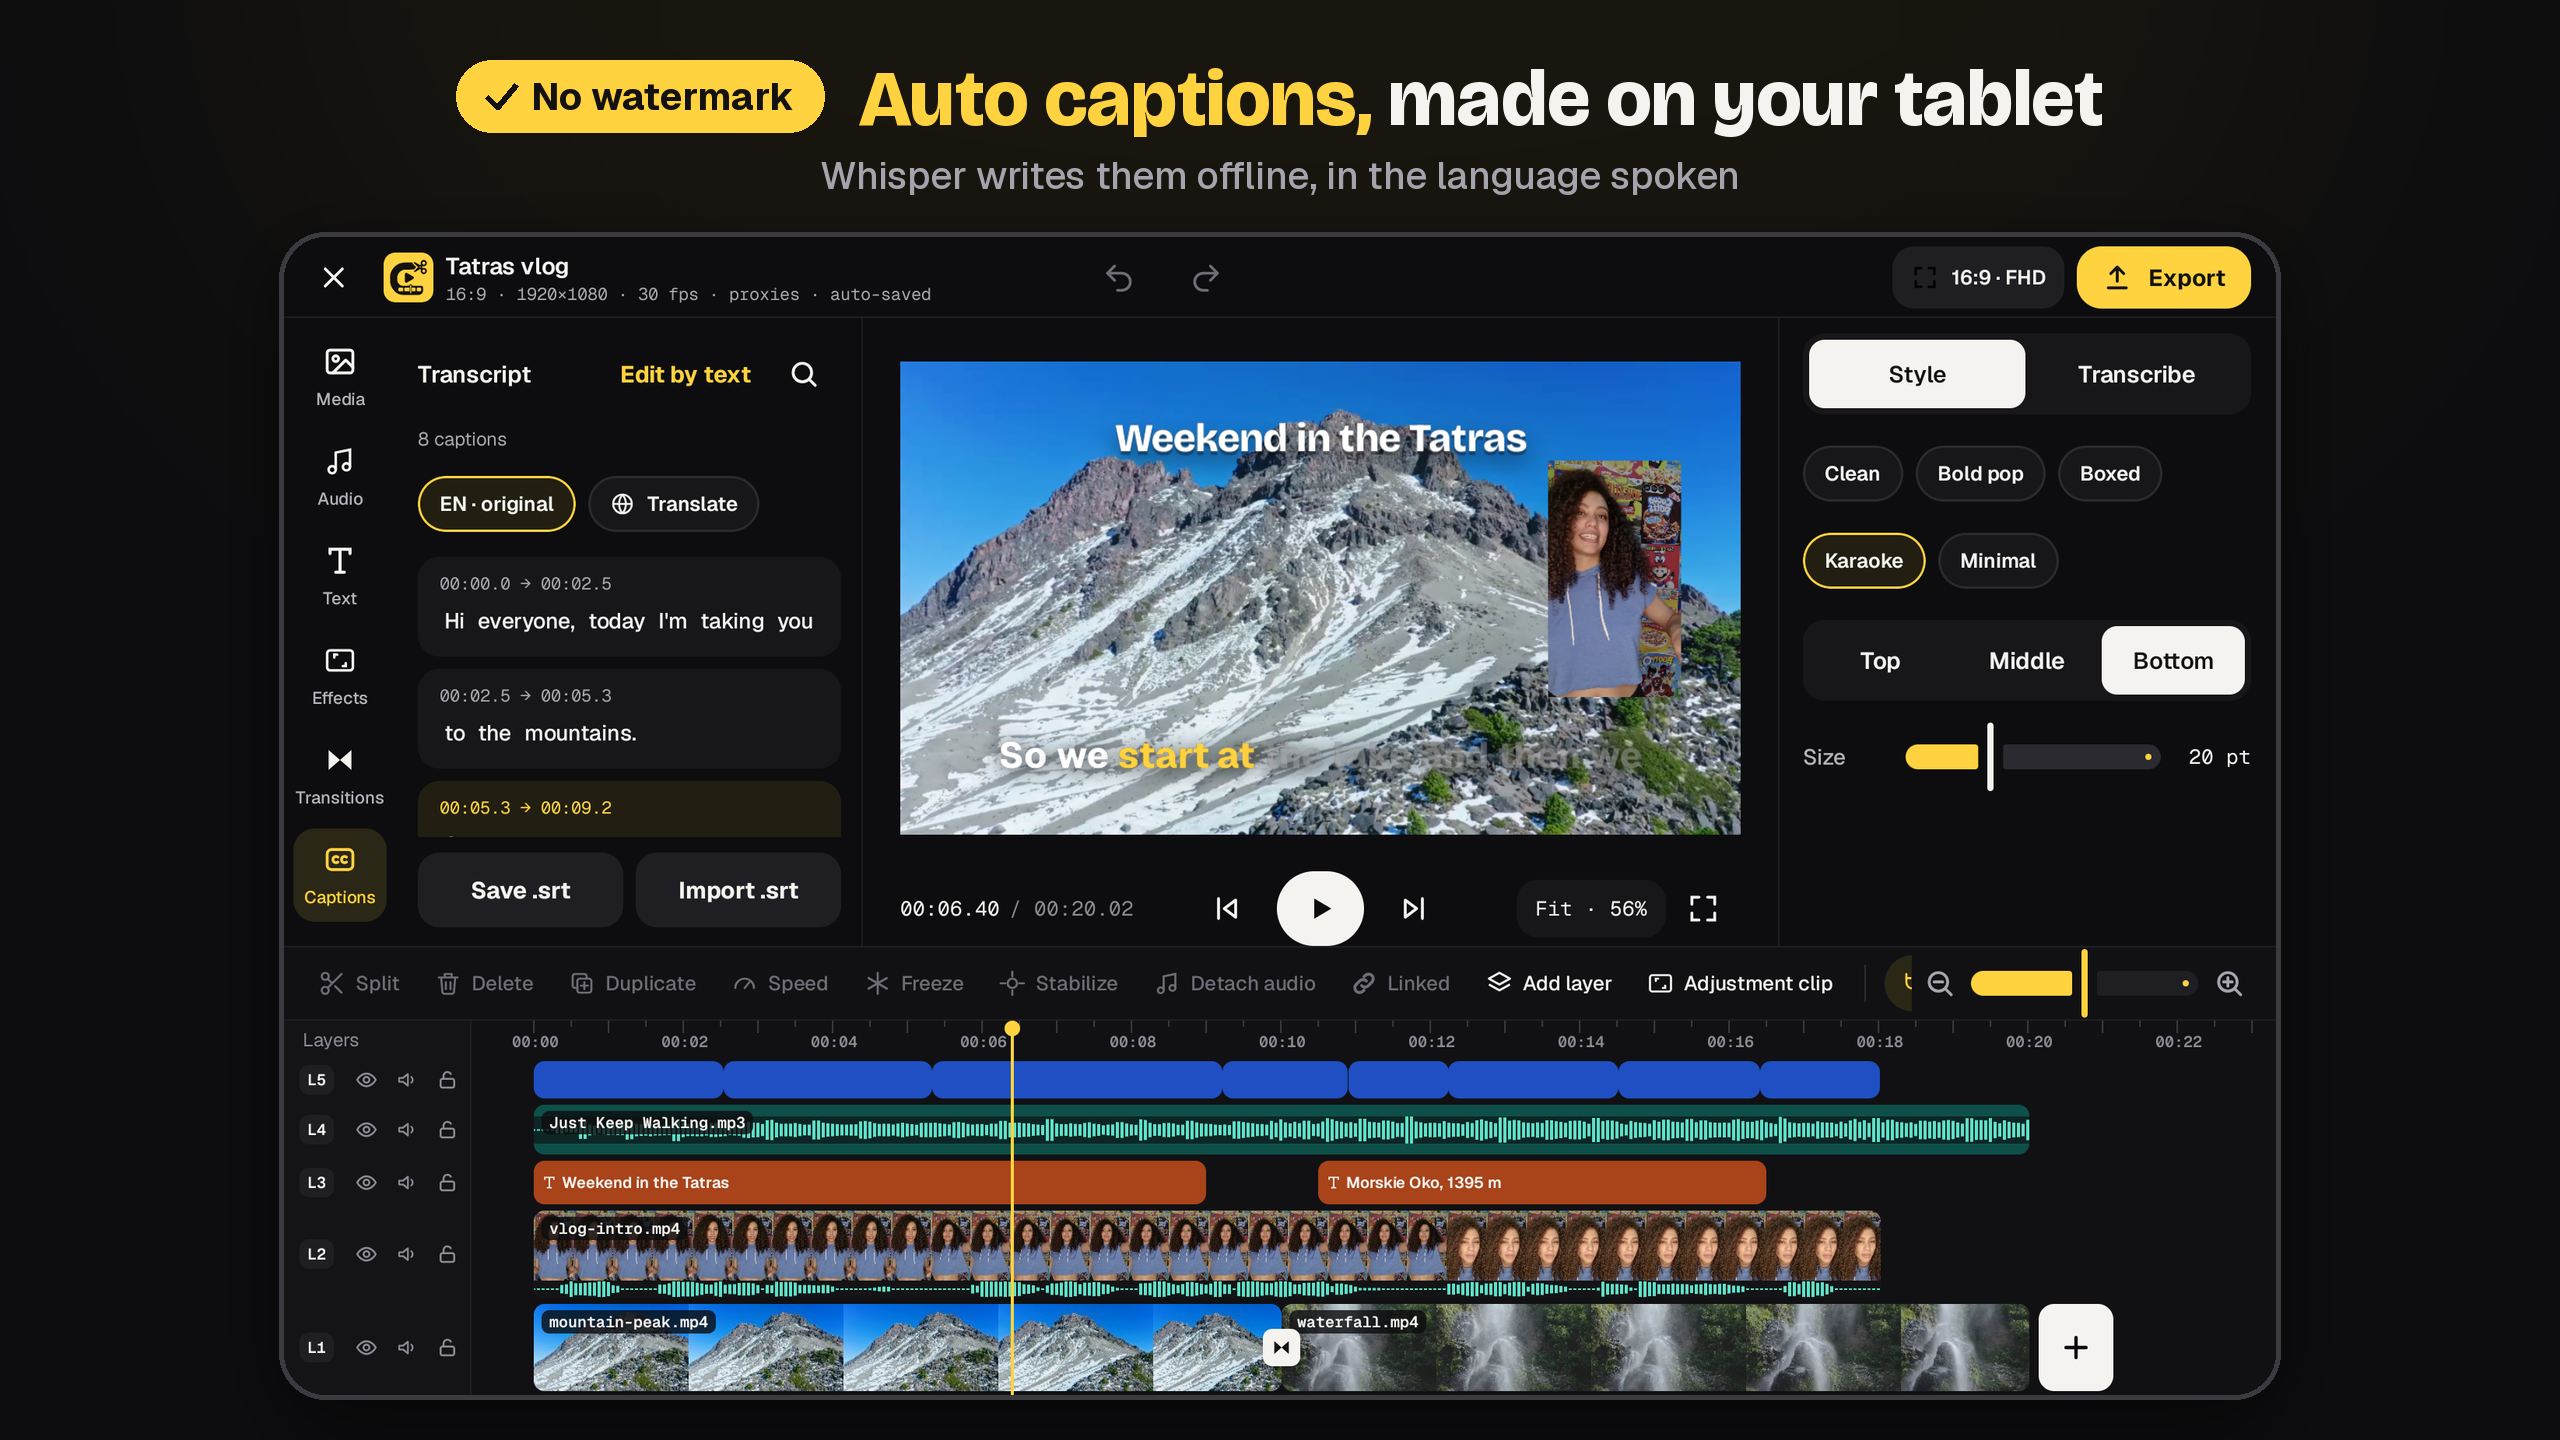 No watermark
Auto captions, made on your tablet
Whisper writes them offline, in the language spoken
Tatras vlog
16:9 · 1920×1080 · 30 fps · proxies · auto-saved
16:9 · FHD
Export
Media
Audio
Text
Effects
Transitions
Captions
Transcript
Edit by text
8 captions
EN · original
Translate
00:00.0 → 00:02.5
Hi everyone, today I'm taking you
00:02.5 → 00:05.3
to the mountains.
00:05.3 → 00:09.2
Save .srt
Import .srt
Weekend in the Tatras
So we start at the lake and then we
00:06.40 / 00:20.02
Fit · 56%
Style
Transcribe
Clean
Bold pop
Boxed
Karaoke
Minimal
Top
Middle
Bottom
Size
20 pt
Split
Delete
Duplicate
Speed
Freeze
Stabilize
Detach audio
Linked
Add layer
Adjustment clip
Layers
00:00
00:02
00:04
00:06
00:08
00:10
00:12
00:14
00:16
00:18
00:20
00:22
L5
L4
Just Keep Walking.mp3
L3
Weekend in the Tatras
Morskie Oko, 1395 m
L2
vlog-intro.mp4
L1
mountain-peak.mp4
waterfall.mp4